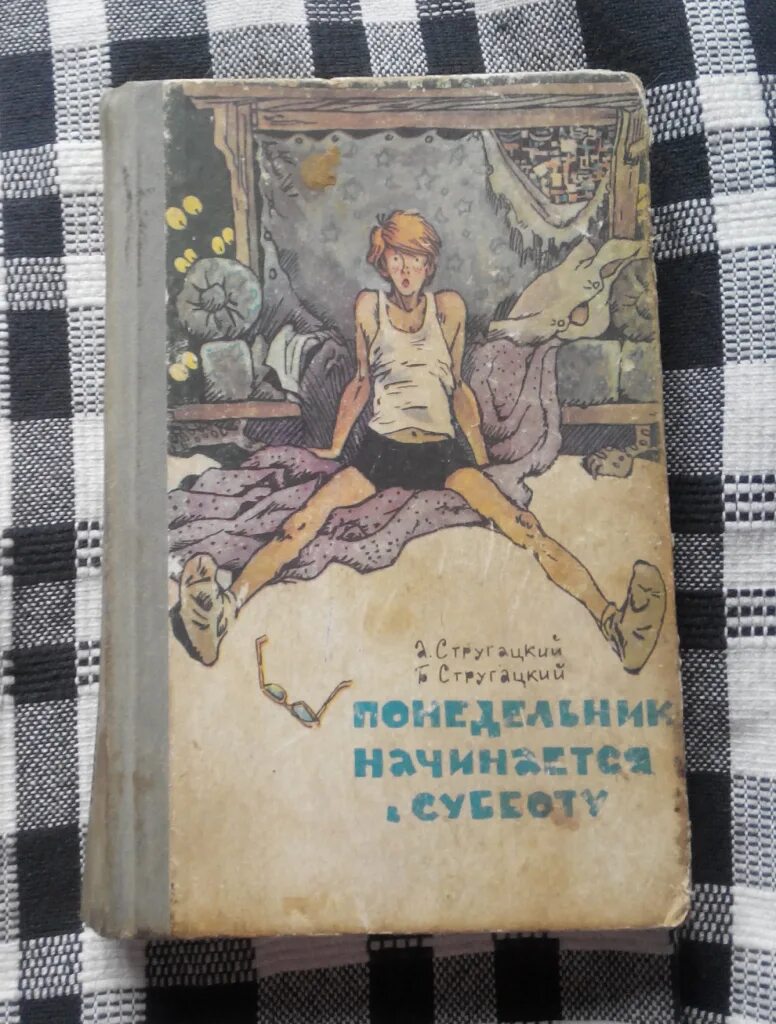 А. Стругацкий
Б Стругацкий
ПОНЕДЕЛЬНИК
НАЧИНАЕТСЯ
в СУББОТУ